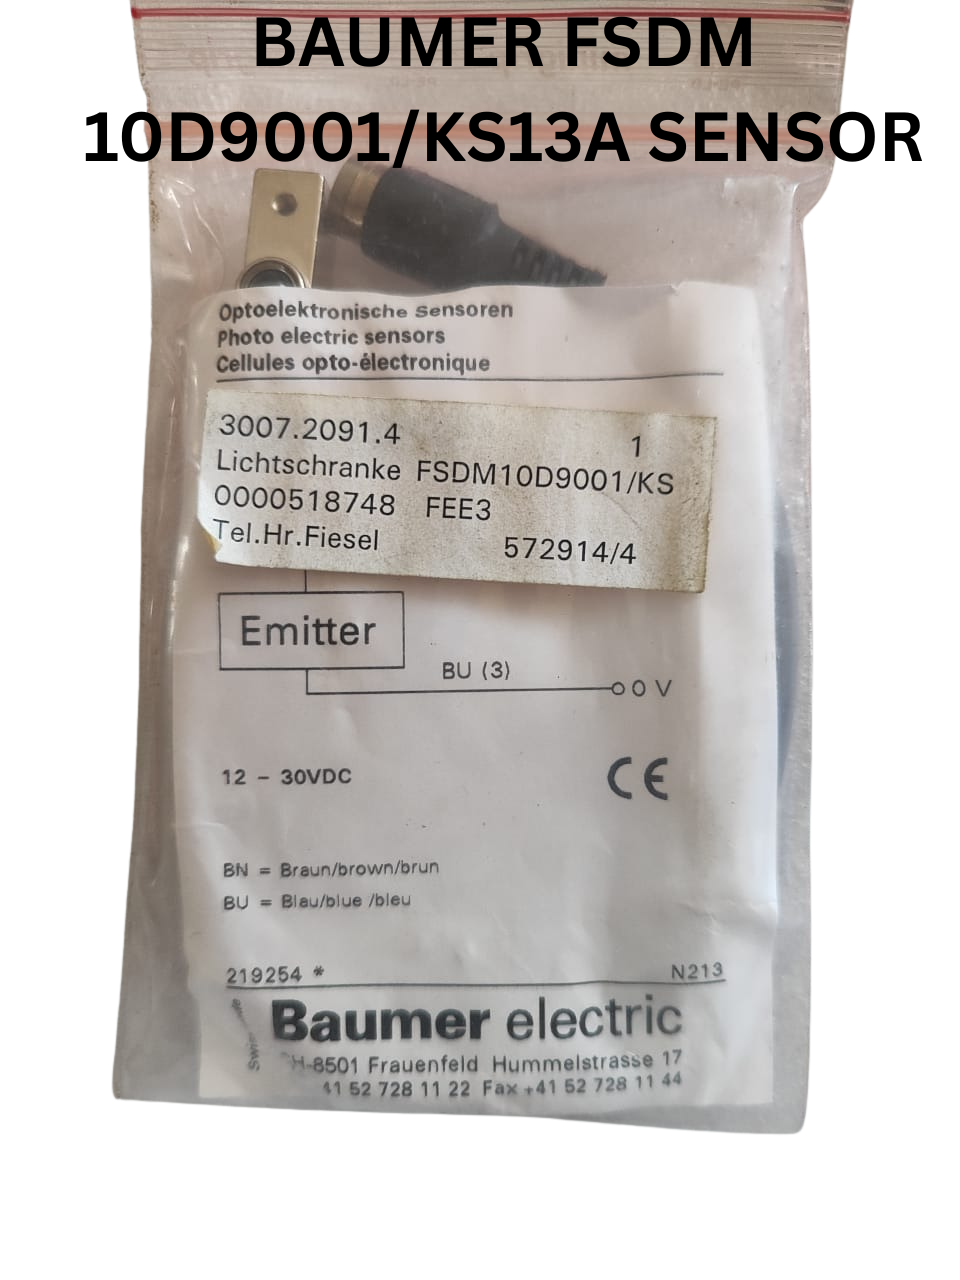 BAUMER FSDM
10D9001/KS13A SENSOR
Optoelektronische Sensoren
Photo electric sensors
Cellules opto-électronique
3007.2091.4 1
Lichtschranke FSDM10D9001/KS
0000518748 FEE3
Tel.Hr.Fiesel 572914/4
Emitter
BU (3)
0 V
12 – 30VDC
CE
BN = Braun/brown/brun
BU = Blau/blue /bleu
219254 * N213
Baumer electric
CH-8501 Frauenfeld Hummelstrasse 17
41 52 728 11 22 Fax +41 52 728 11 44